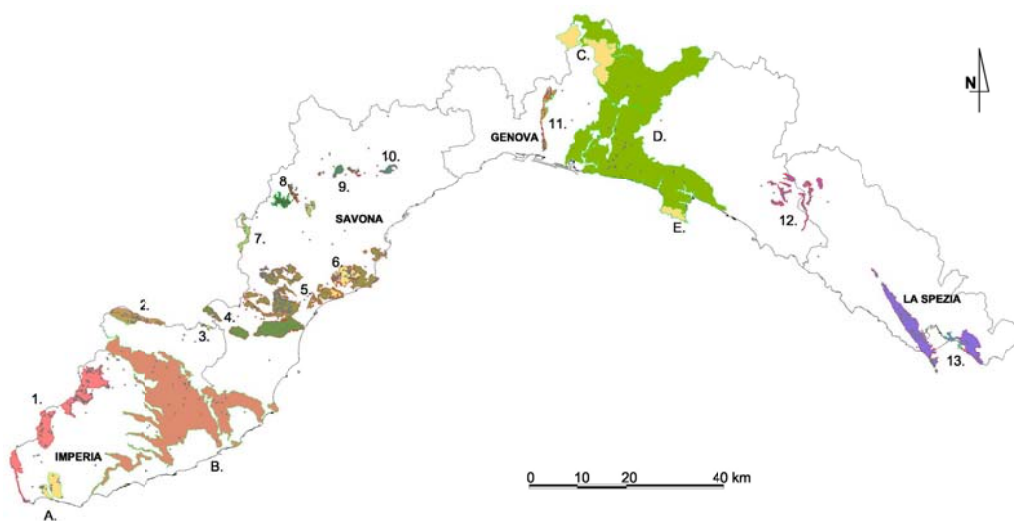 C.
N
11.
GENOVA
D.
10.
9.
8
SAVONA
12.
E.
7.
6.
5.
LA SPEZIA
2.
4.
3.
13.
1.
IMPERIA
B.
0 10 20 40 km
A.